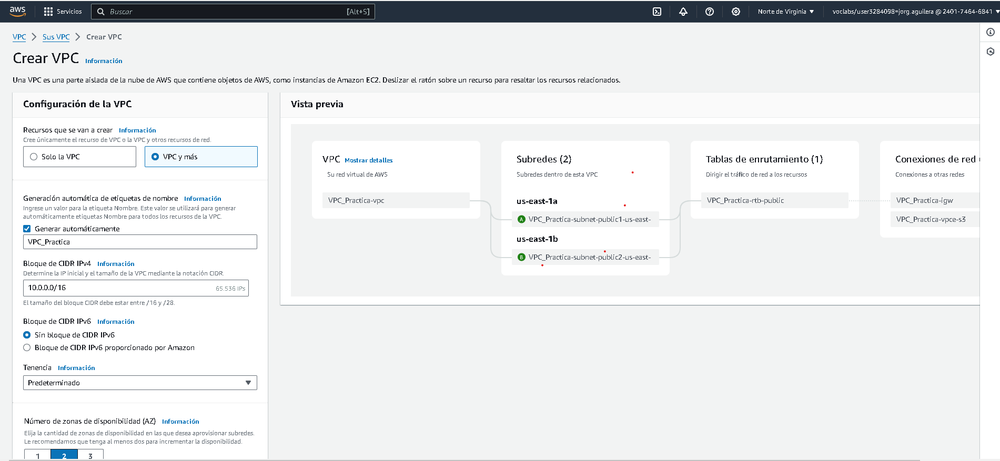 aws
Servicios
Buscar
[Alt+S]
Norte de Virginia
voclabs/user3284098=jorg.aguilera @ 2401-7464-6841
VPC
Sus VPC
Crear VPC
Crear VPC
Información
Una VPC es una parte aislada de la nube de AWS que contiene objetos de AWS, como instancias de Amazon EC2. Deslizar el ratón sobre un recurso para resaltar los recursos relacionados.
Configuración de la VPC
Recursos que se van a crear Información
Cree únicamente el recurso de VPC o la VPC y otros recursos de red.
Solo la VPC
VPC y más
Generación automática de etiquetas de nombre Información
Ingrese un valor para la etiqueta Nombre. Este valor se utilizará para generar
automáticamente etiquetas Nombre para todos los recursos de la VPC.
Generar automáticamente
VPC_Practica
Bloque de CIDR IPv4 Información
Determine la IP inicial y el tamaño de la VPC mediante la notación CIDR.
10.0.0.0/16
65.536 IPs
El tamaño del bloque CIDR debe estar entre /16 y /28.
Bloque de CIDR IPv6 Información
Sin bloque de CIDR IPv6
Bloque de CIDR IPv6 proporcionado por Amazon
Tenencia Información
Predeterminado
Número de zonas de disponibilidad (AZ) Información
Elija la cantidad de zonas de disponibilidad en las que desea aprovisionar subredes.
Le recomendamos que tenga al menos dos para incrementar la disponibilidad.
1
2
3
Vista previa
VPC Mostrar detalles
Su red virtual de AWS
VPC_Practica-vpc
Subredes (2)
Subredes dentro de esta VPC
us-east-1a
A VPC_Practica-subnet-public1-us-east-
us-east-1b
B VPC_Practica-subnet-public2-us-east-
Tablas de enrutamiento (1)
Dirigir el tráfico de red a los recursos
VPC_Practica-rtb-public
Conexiones de red
Conexiones a otras redes
VPC_Practica-igw
VPC_Practica-vpce-s3